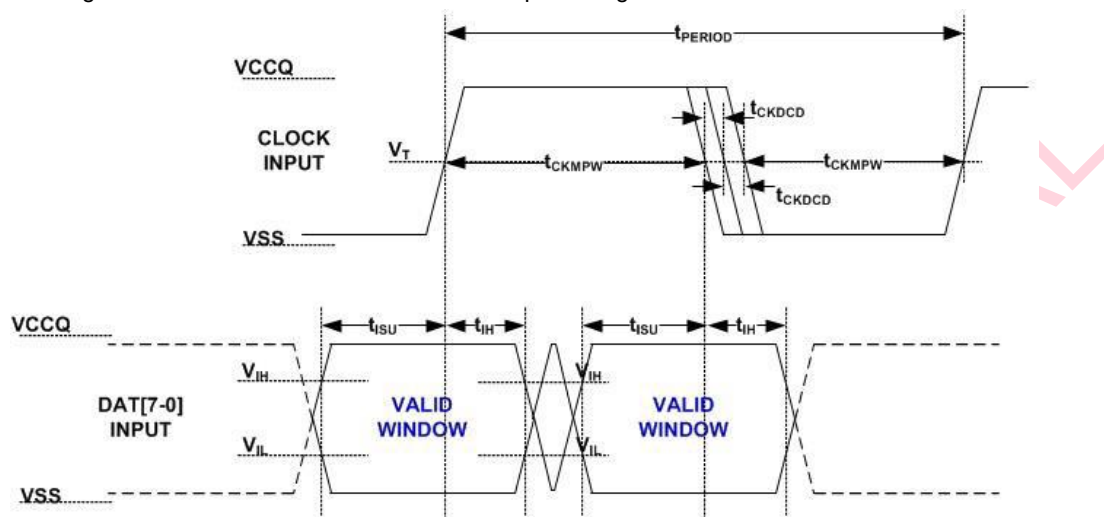 tPERIOD
VCCQ
tCKDCD
CLOCK
INPUT
VT
tCKMPW
tCKMPW
tCKDCD
VSS
VCCQ
tISU
tIH
tISU
tIH
VIH
VIH
DAT[7-0]
INPUT
VALID
WINDOW
VALID
WINDOW
VIL
VIL
VSS